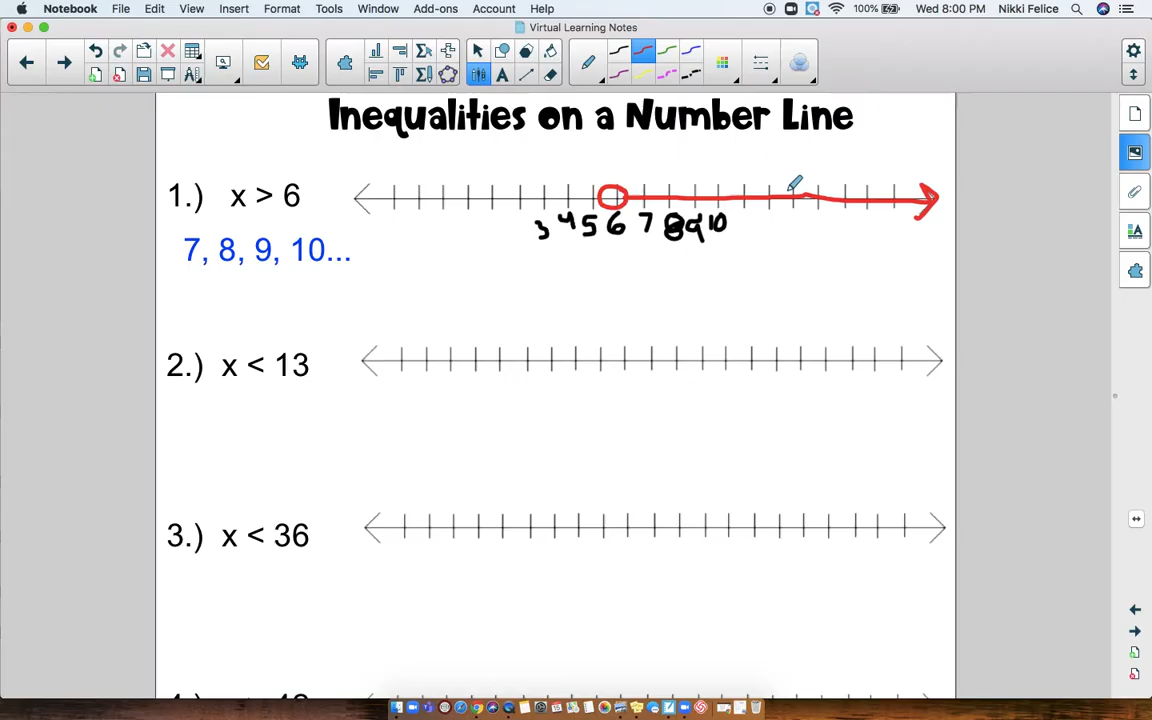 Notebook File Edit View Insert Format Tools Window Add-ons Account Help 100% Wed 8:00 PM Nikki Felice
Virtual Learning Notes
Inequalities on a Number Line
1.) x > 6
3 4 5 6 7 8 9 10
7, 8, 9, 10...
2.) x < 13
3.) x < 36